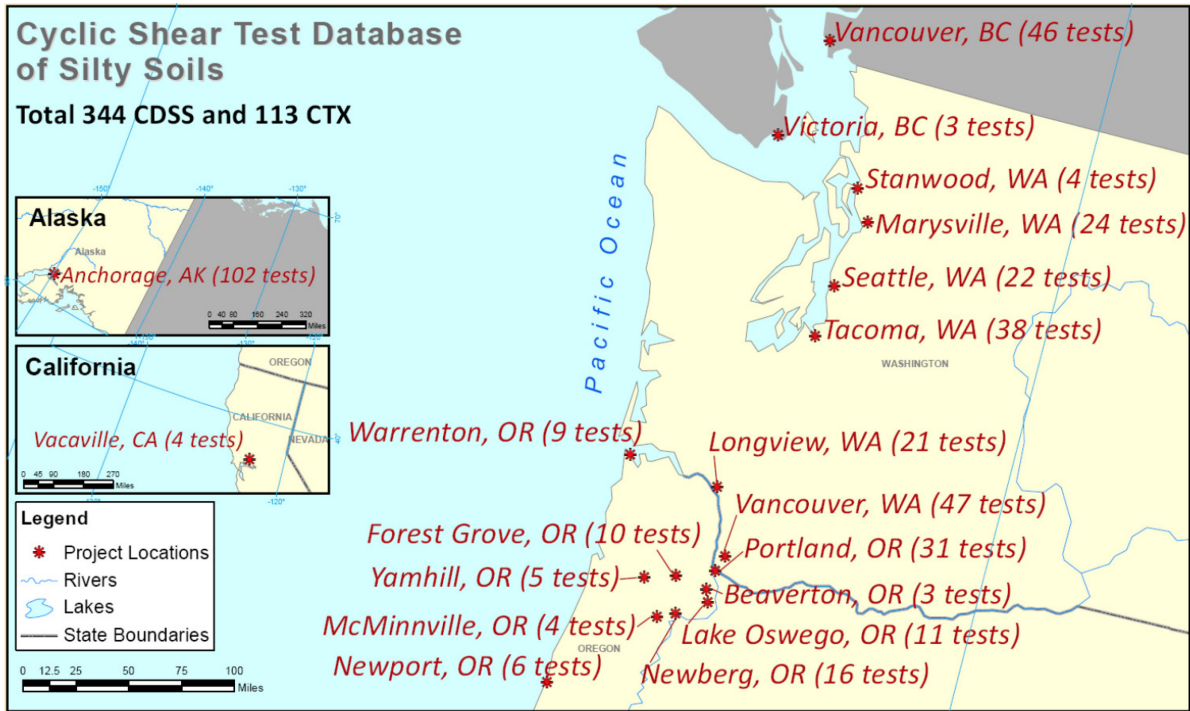 Cyclic Shear Test Database
of Silty Soils
Total 344 CDSS and 113 CTX
Vancouver, BC (46 tests)
Victoria, BC (3 tests)
Stanwood, WA (4 tests)
Marysville, WA (24 tests)
Seattle, WA (22 tests)
Tacoma, WA (38 tests)
WASHINGTON
Pacific Ocean
-150°
-140°
-130°
Alaska
Alaska
Anchorage, AK (102 tests)
0 40 80 160 240 320
Miles
-130°
California
OREGON
CALIFORNIA
NEVADA
Vacaville, CA (4 tests)
0 45 90 180 270
Miles
-120°
Warrenton, OR (9 tests)
Longview, WA (21 tests)
Vancouver, WA (47 tests)
Forest Grove, OR (10 tests)
Portland, OR (31 tests)
Yamhill, OR (5 tests)
Beaverton, OR (3 tests)
McMinnville, OR (4 tests)
Lake Oswego, OR (11 tests)
OREGON
Newport, OR (6 tests)
Newberg, OR (16 tests)
Legend
Project Locations
Rivers
Lakes
State Boundaries
0 12.5 25 50 75 100
Miles